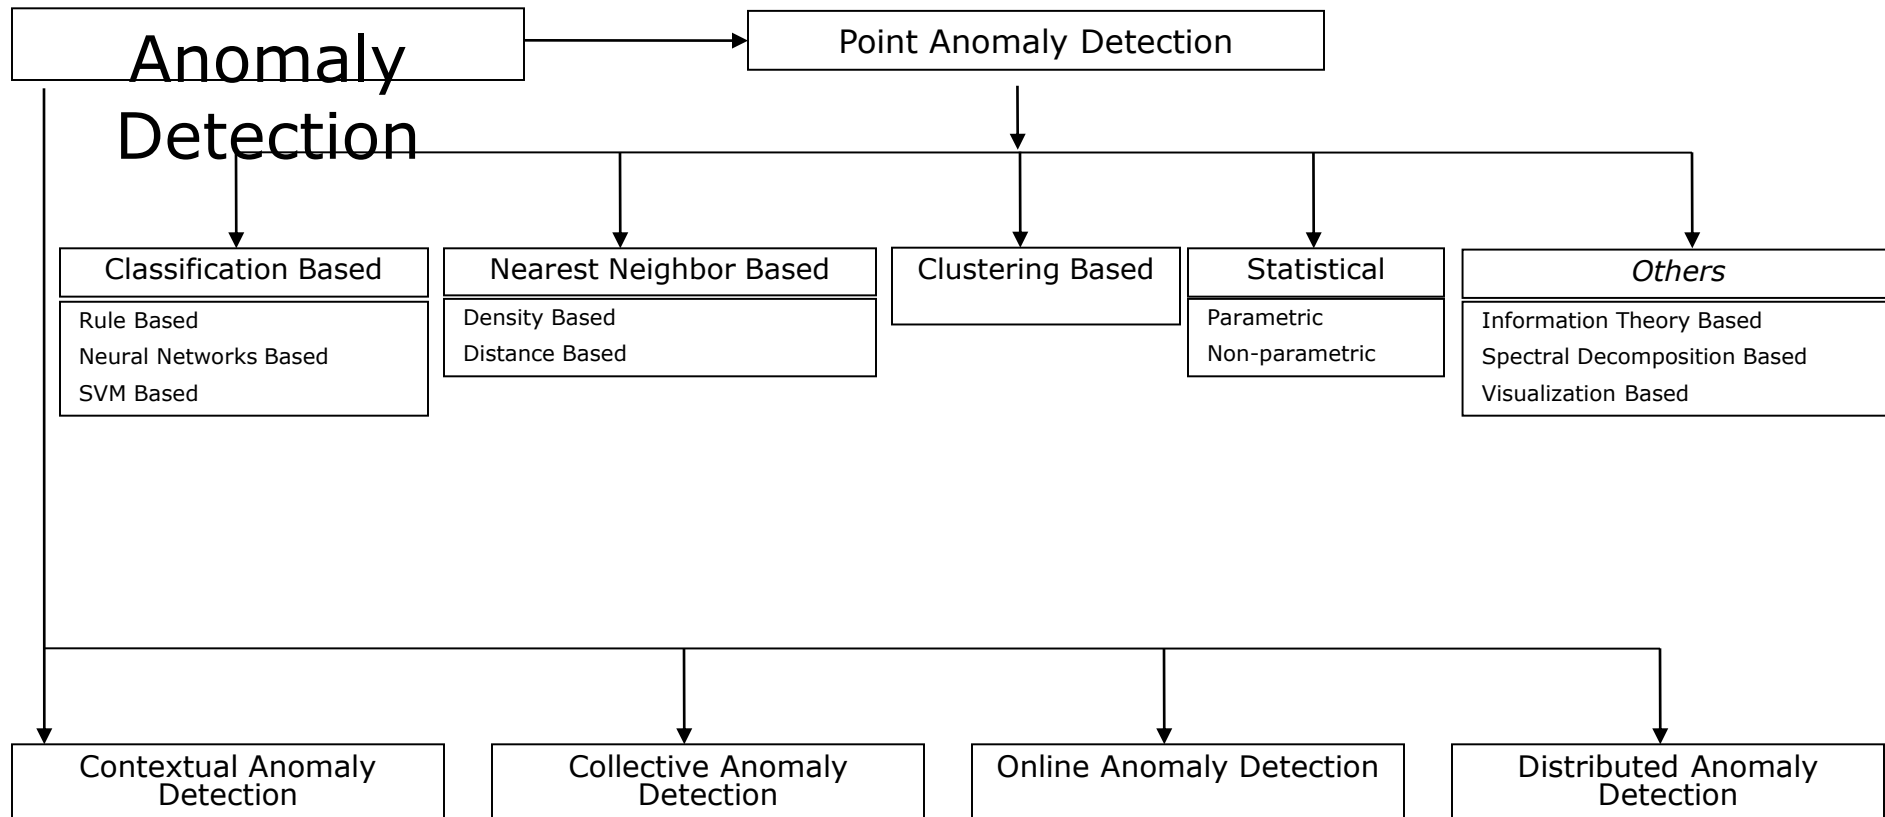 Anomaly
Detection
Point Anomaly Detection
Classification Based
Rule Based
Neural Networks Based
SVM Based
Nearest Neighbor Based
Density Based
Distance Based
Clustering Based
Statistical
Parametric
Non-parametric
Others
Information Theory Based
Spectral Decomposition Based
Visualization Based
Contextual Anomaly
Detection
Collective Anomaly
Detection
Online Anomaly Detection
Distributed Anomaly
Detection